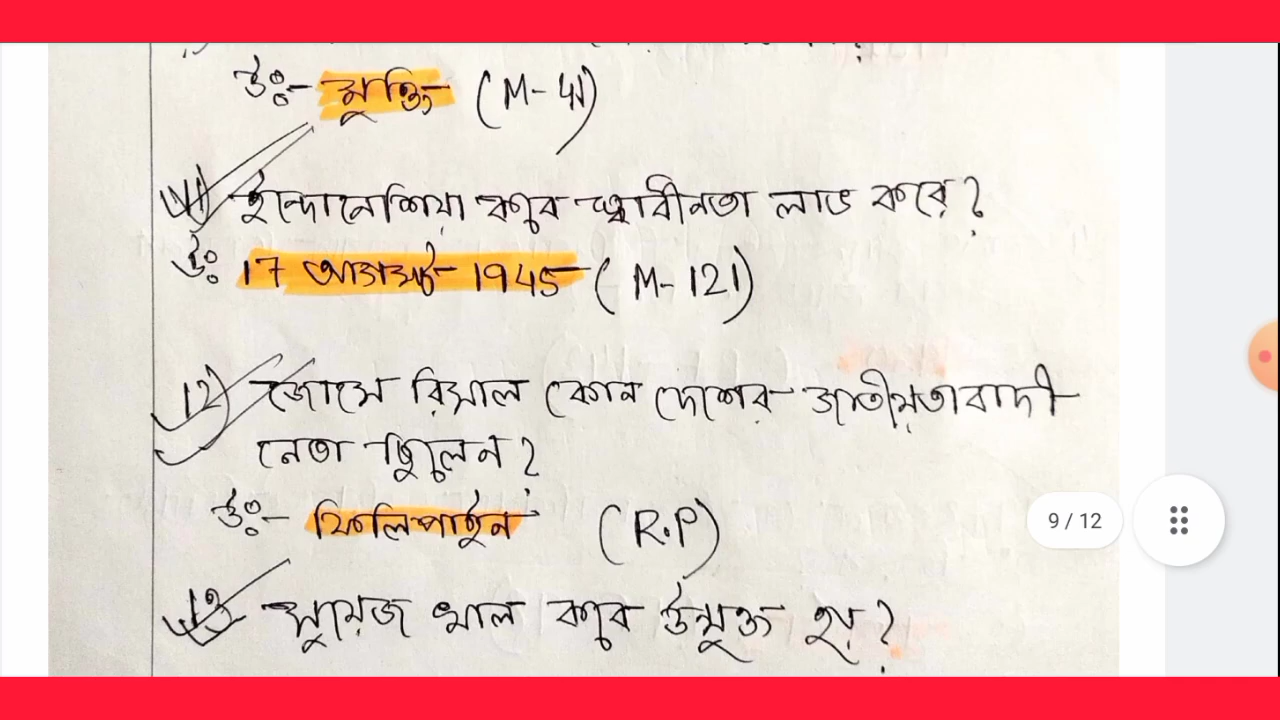 উঃ- মুক্তি (M-41)
11) ইন্দোনেশিয়া কবে স্বাধীনতা লাভ করে?
উঃ 17 আগস্ট 1945 (M-121)
12) জোসে রিসাল কোন দেশের জাতীয়তাবাদী
নেতা ছিলেন?
উঃ- ফিলিপাইন (R.P)
13 সুয়েজ খাল কবে উন্মুক্ত হয়?
9 / 12